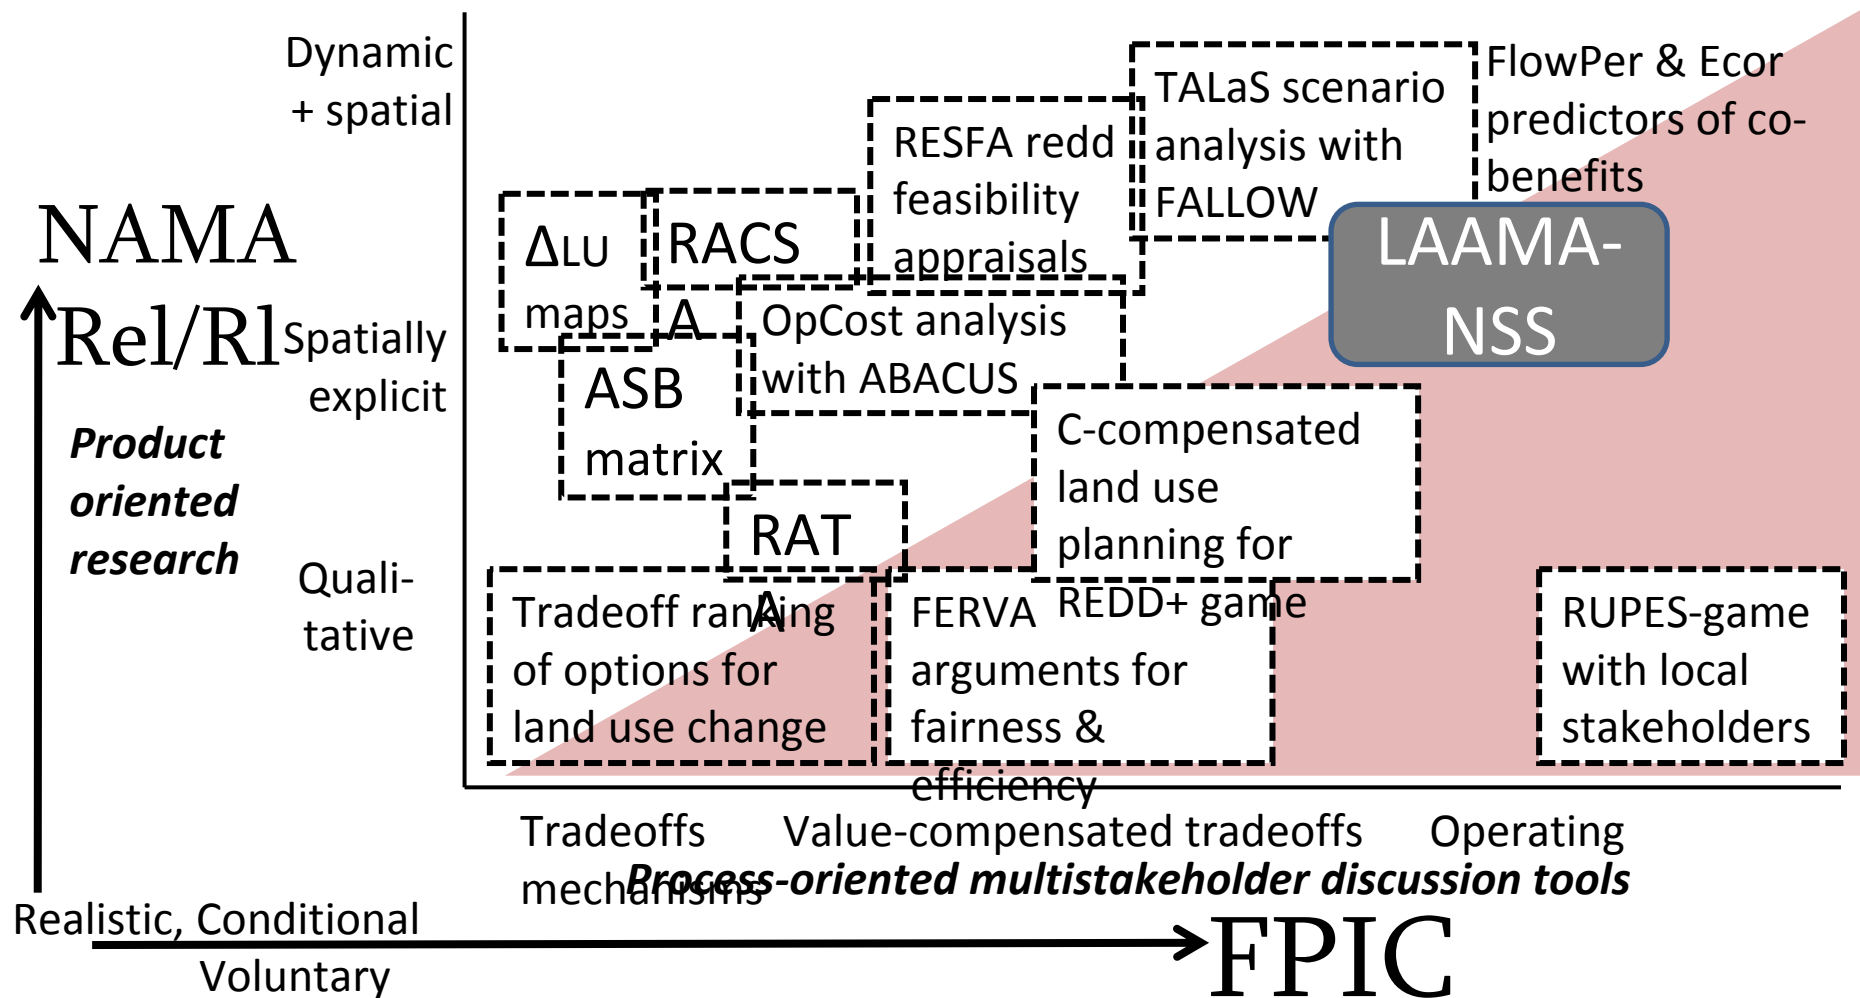 Dynamic
+ spatial
NAMA
Rel/Rl
Spatially
explicit
Product
oriented
research
Quali-
tative
ΔLU
maps
RACS
A
ASB
matrix
RAT
A
RESFA redd
feasibility
appraisals
OpCost analysis
with ABACUS
TALaS scenario
analysis with
FALLOW
FlowPer & Ecor
predictors of co-
benefits
LAAMA-
NSS
C-compensated
land use
planning for
REDD+ game
Tradeoff ranking
of options for
land use change
FERVA
arguments for
fairness &
efficiency
RUPES-game
with local
stakeholders
Tradeoffs Value-compensated tradeoffs Operating
mechanisms
Process-oriented multistakeholder discussion tools
Realistic, Conditional
Voluntary
FPIC